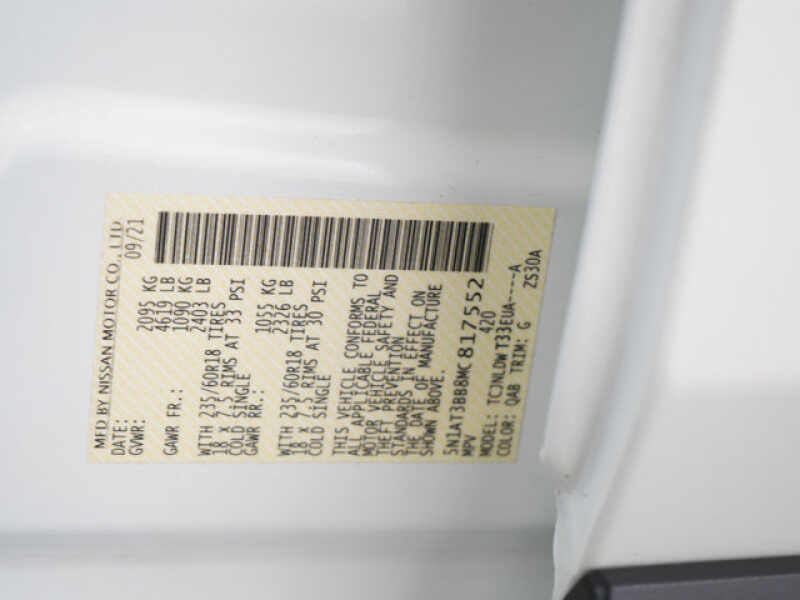 MFD BY NISSAN MOTOR CO., LTD
DATE: 09/21
GVWR: 2095 KG
4619 LB
GAWR FR.: 1090 KG
2403 LB
WITH 235/60R18 TIRES
18 X 7.5 RIMS AT 33 PSI
COLD SINGLE
GAWR RR.: 1055 KG
2326 LB
WITH 235/60R18 TIRES
18 X 7.5 RIMS AT 30 PSI
COLD SINGLE
THIS VEHICLE CONFORMS TO
ALL APPLICABLE FEDERAL
MOTOR VEHICLE SAFETY AND
THEFT PREVENTION
STANDARDS IN EFFECT ON
THE DATE OF MANUFACTURE
SHOWN ABOVE.
5N1AT3BB8MC817552
MPV 420
MODEL: TCJNLDWT33EUA----A
COLOR: QAB TRIM: G ZS30A